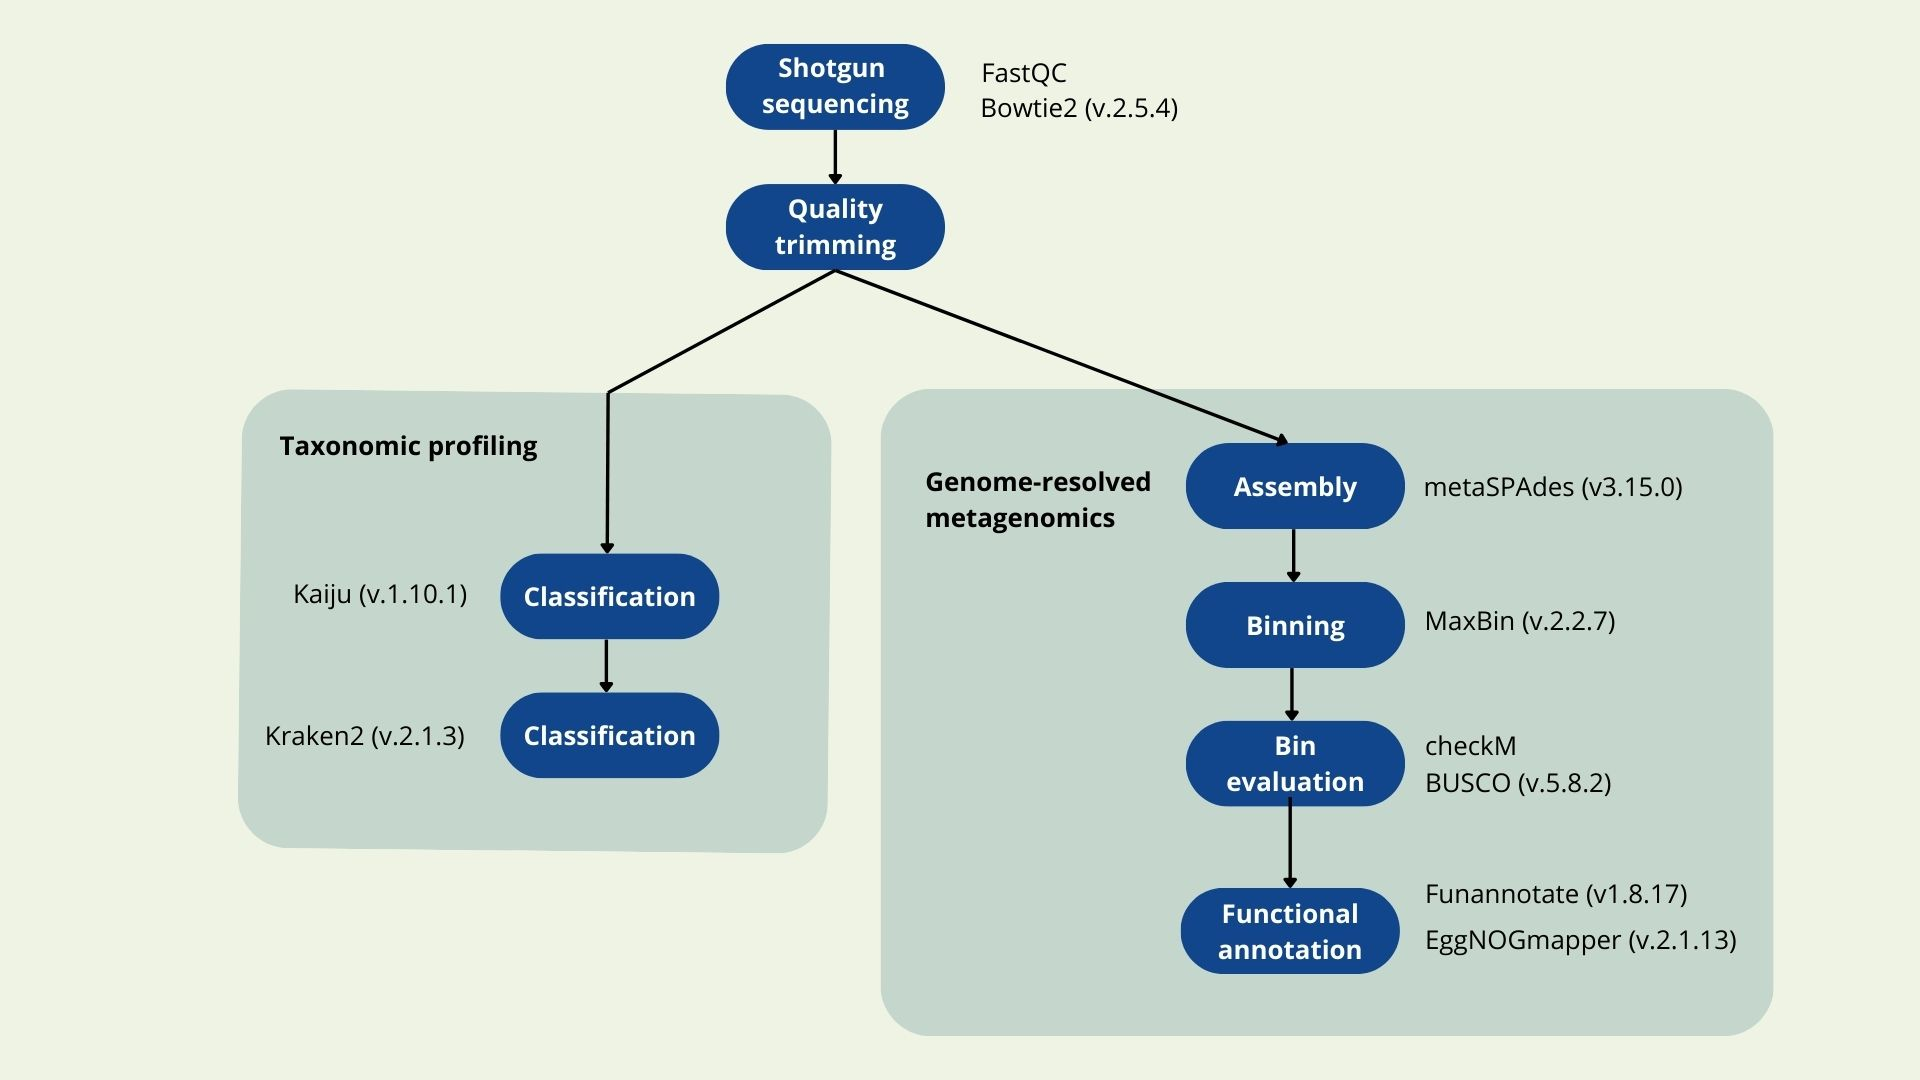 Shotgun
sequencing
FastQC
Bowtie2 (v.2.5.4)
Quality
trimming
Taxonomic profiling
Kaiju (v.1.10.1)
Classification
Kraken2 (v.2.1.3)
Classification
Genome-resolved
metagenomics
Assembly
metaSPAdes (v3.15.0)
Binning
MaxBin (v.2.2.7)
Bin
evaluation
checkM
BUSCO (v.5.8.2)
Functional
annotation
Funannotate (v1.8.17)
EggNOGmapper (v.2.1.13)